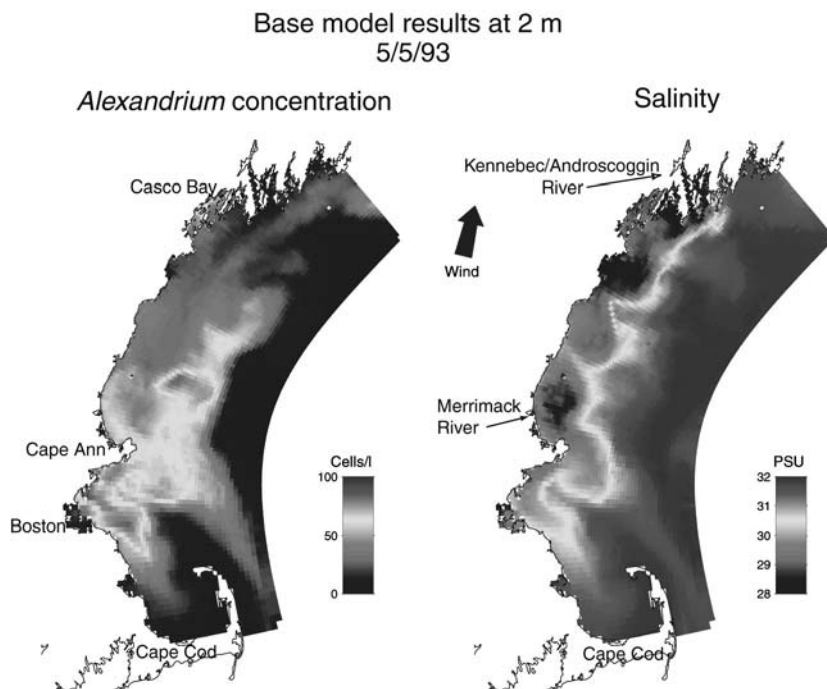 Base model results at 2 m
5/5/93
Alexandrium concentration
Salinity
Casco Bay
Cape Ann
Boston
Cape Cod
Cells/l
100
50
0
Kennebec/Androscoggin
River
Wind
Merrimack
River
Cape Cod
PSU
32
31
30
29
28